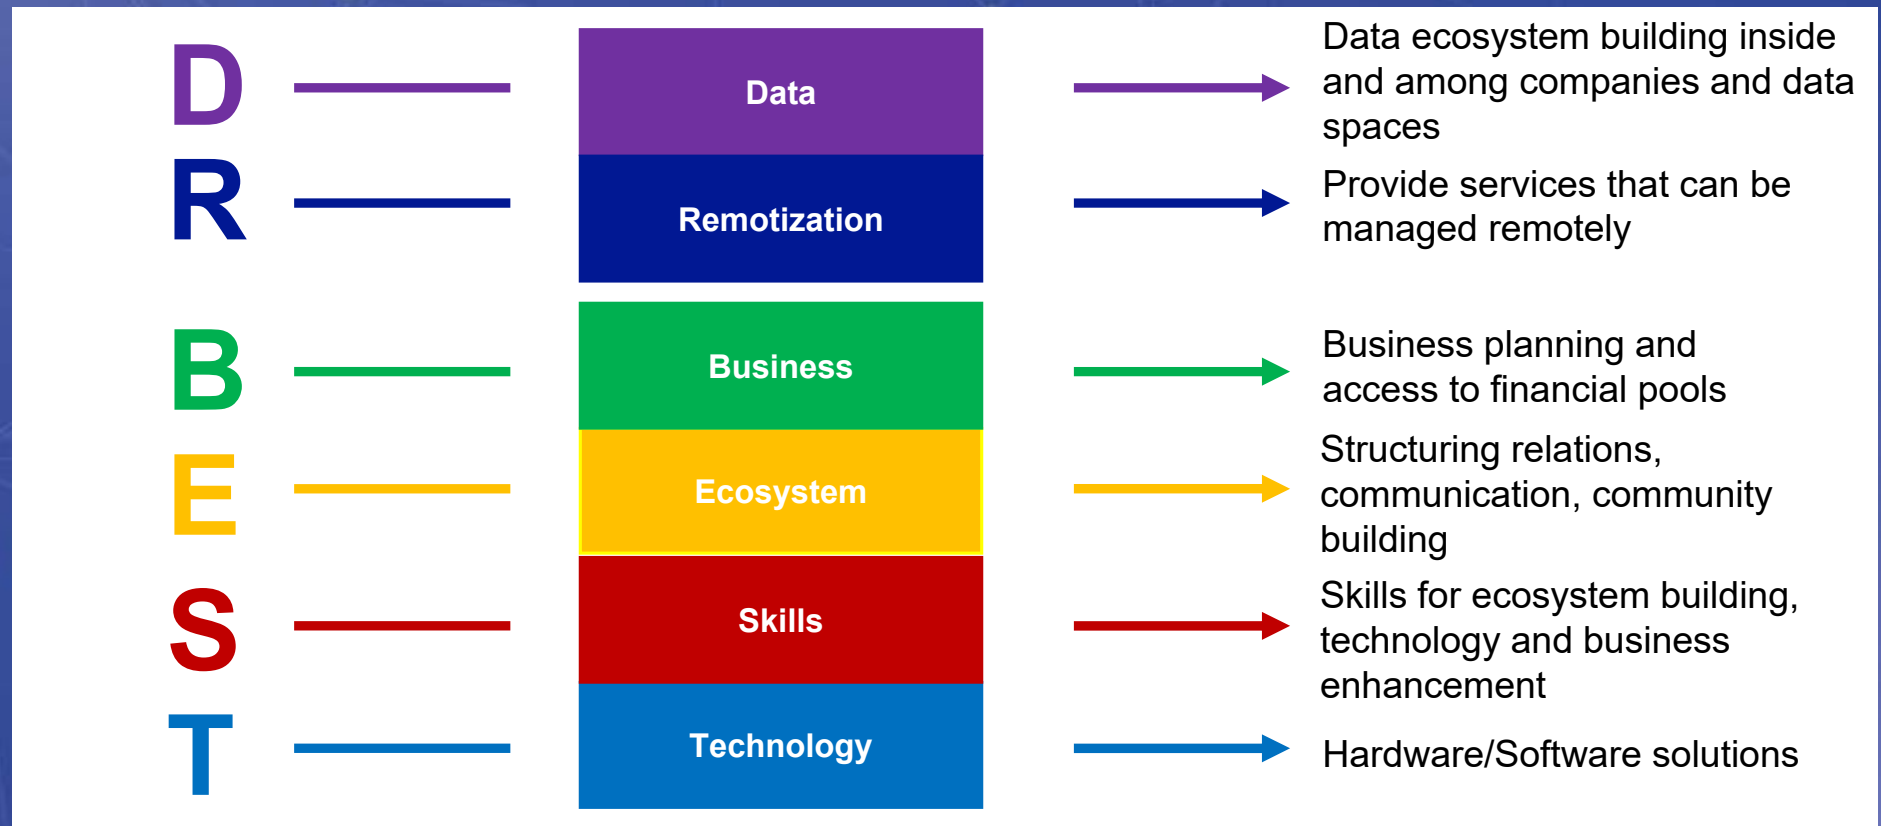 D
Data
Data ecosystem building inside
and among companies and data
spaces
R
Remotization
Provide services that can be
managed remotely
B
Business
Business planning and
access to financial pools
E
Ecosystem
Structuring relations,
communication, community
building
S
Skills
Skills for ecosystem building,
technology and business
enhancement
T
Technology
Hardware/Software solutions